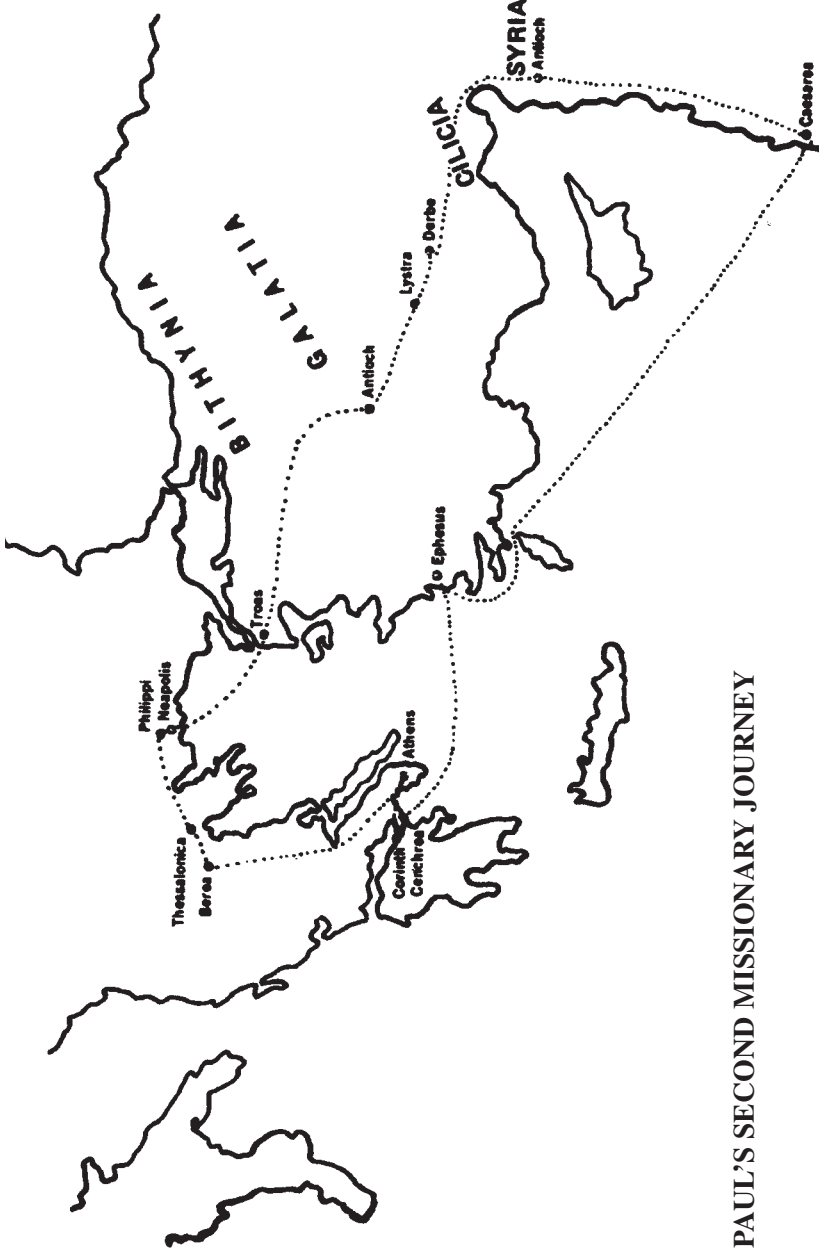 BITHYNIA
GALATIA
CILICIA
SYRIA
Antioch
Caesarea
Derbe
Lystra
Antioch
Ephesus
Troas
Philippi
Neapolis
Thessalonica
Berea
Athens
Corinth
Cenchrea
PAUL'S SECOND MISSIONARY JOURNEY